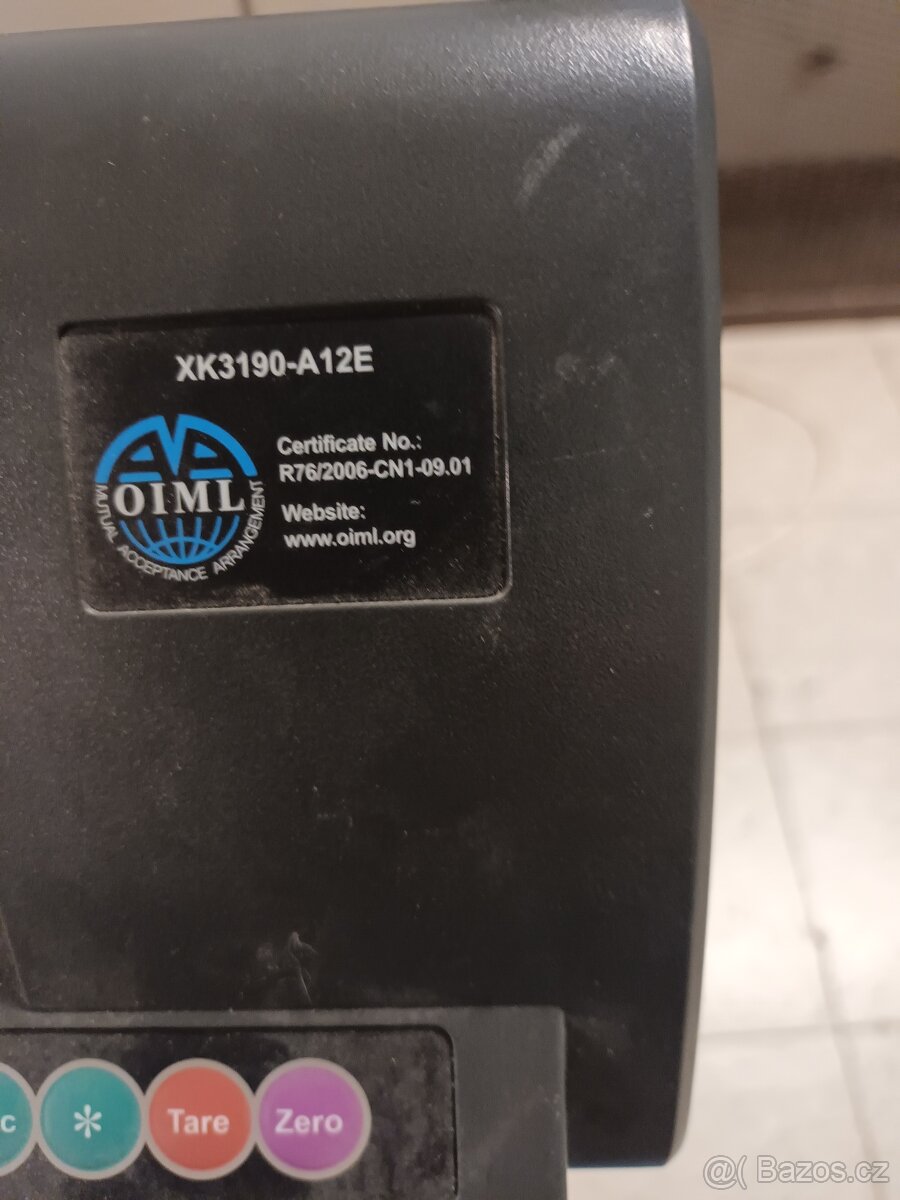 XK3190-A12E
OIML
MUTUAL ACCEPTANCE ARRANGEMENT
Certificate No.:
R76/2006-CN1-09.01
Website:
www.oiml.org
c
*
Tare
Zero
@( Bazos.cz